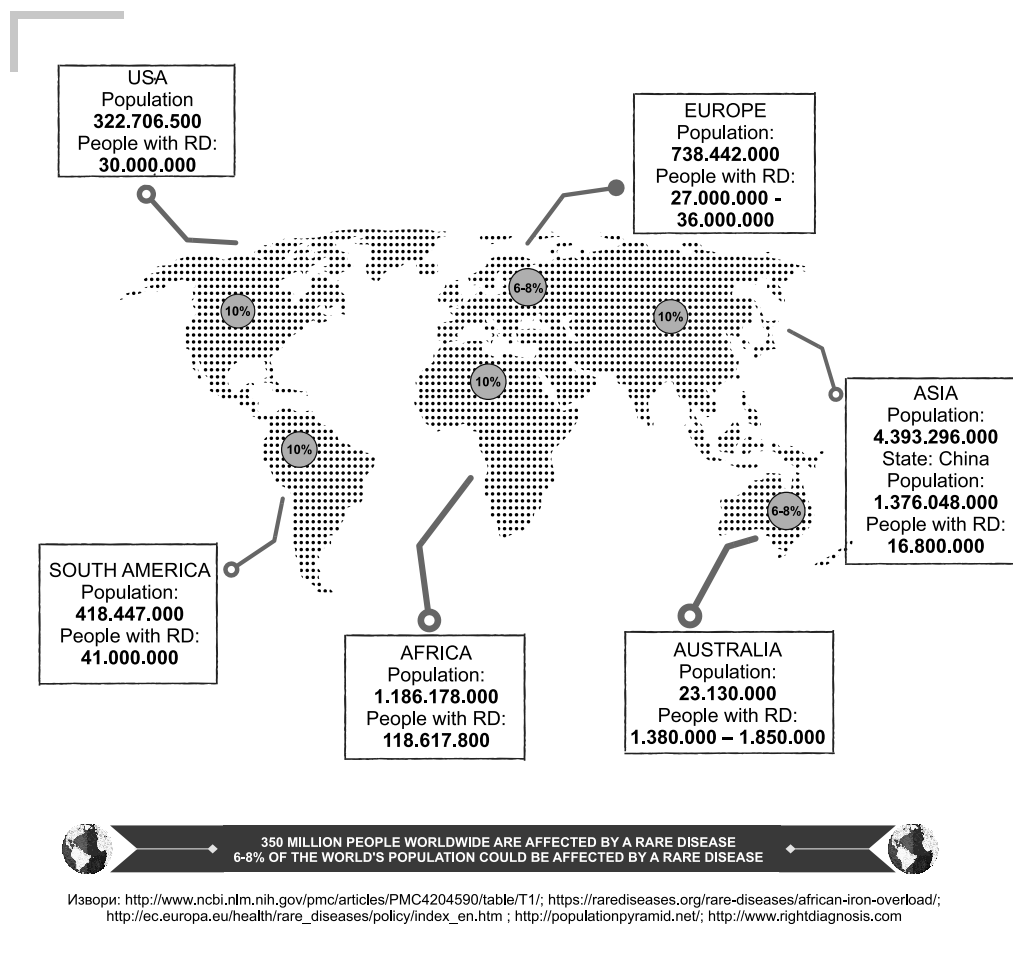 USA
Population
322.706.500
People with RD:
30.000.000
EUROPE
Population:
738.442.000
People with RD:
27.000.000 -
36.000.000
6-8%
10%
10%
10%
10%
6-8%
ASIA
Population:
4.393.296.000
State: China
Population:
1.376.048.000
People with RD:
16.800.000
SOUTH AMERICA
Population:
418.447.000
People with RD:
41.000.000
AFRICA
Population:
1.186.178.000
People with RD:
118.617.800
AUSTRALIA
Population:
23.130.000
People with RD:
1.380.000 – 1.850.000
350 MILLION PEOPLE WORLDWIDE ARE AFFECTED BY A RARE DISEASE
6-8% OF THE WORLD'S POPULATION COULD BE AFFECTED BY A RARE DISEASE
Извори: http://www.ncbi.nlm.nih.gov/pmc/articles/PMC4204590/table/T1/; https://rarediseases.org/rare-diseases/african-iron-overload/;
http://ec.europa.eu/health/rare_diseases/policy/index_en.htm ; http://populationpyramid.net/; http://www.rightdiagnosis.com